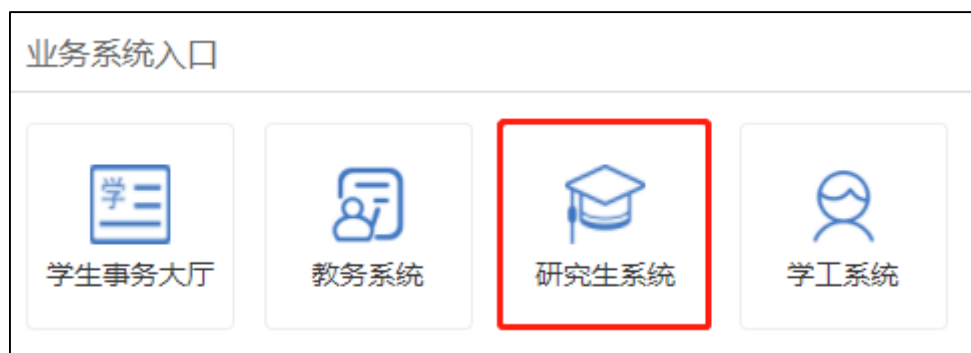 业务系统入口
学
学生事务大厅
教务系统
研究生系统
学工系统